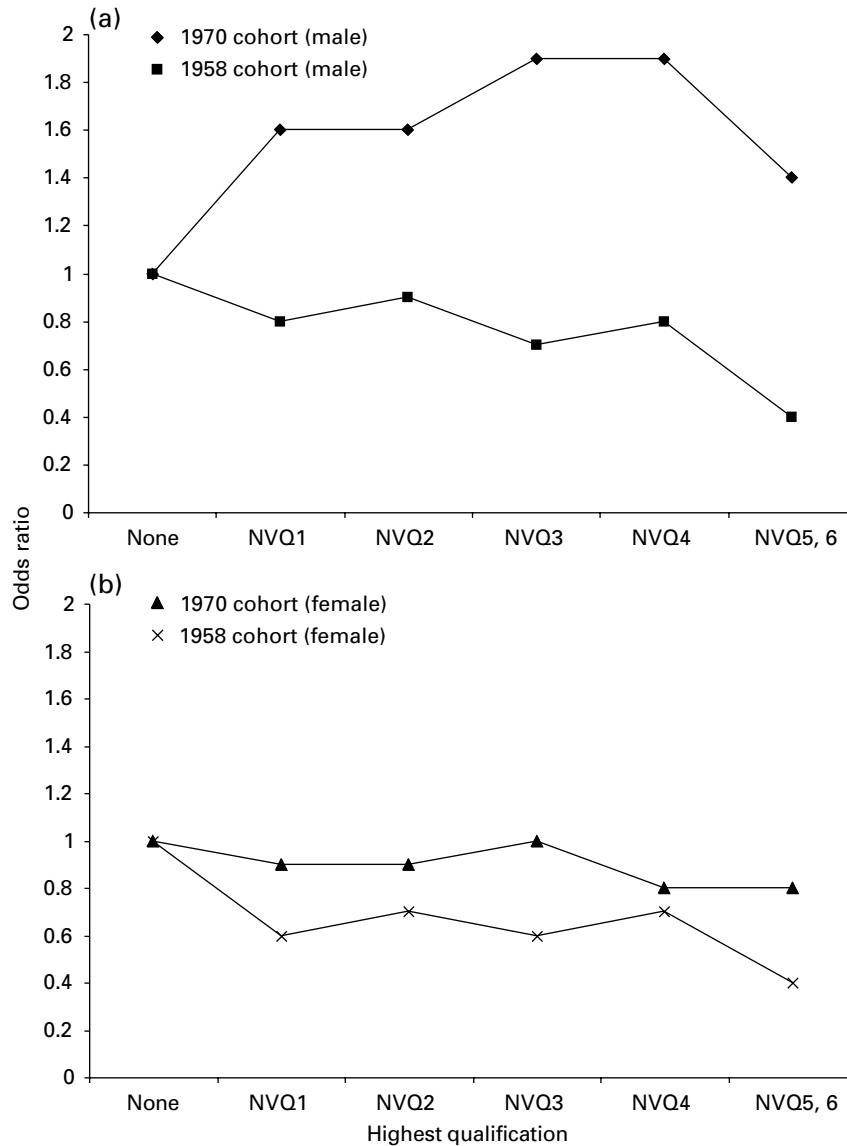 (a)
1970 cohort (male)
1958 cohort (male)
2
1.8
1.6
1.4
1.2
1
0.8
0.6
0.4
0.2
0
None NVQ1 NVQ2 NVQ3 NVQ4 NVQ5, 6
Odds ratio
(b)
1970 cohort (female)
1958 cohort (female)
2
1.8
1.6
1.4
1.2
1
0.8
0.6
0.4
0.2
0
None NVQ1 NVQ2 NVQ3 NVQ4 NVQ5, 6
Highest qualification